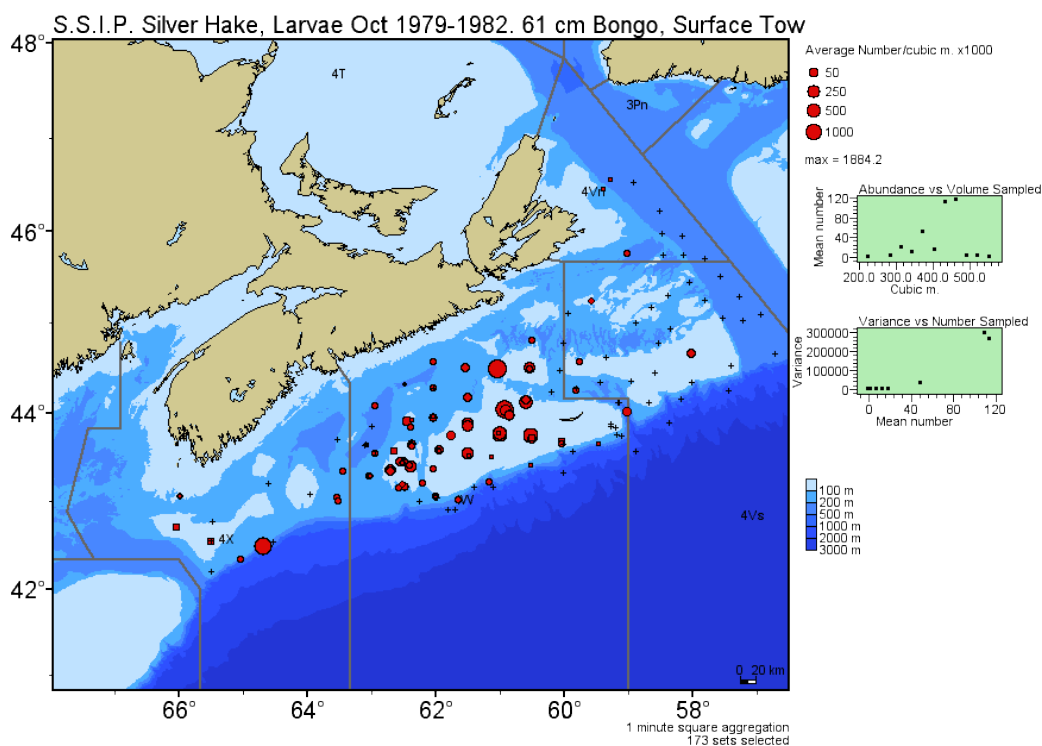 S.S.I.P. Silver Hake, Larvae Oct 1979-1982. 61 cm Bongo, Surface Tow
48°
46°
44°
42°
66°
64°
62°
60°
58°
4T
3Pn
4Vn
4X
W
4Vs
0 20 km
1 minute square aggregation
173 sets selected
Average Number/cubic m. x1000
50
250
500
1000
max = 1884.2
Abundance vs Volume Sampled
Mean number
120
80
60
40
20
0
200.0
300.0
400.0
500.0
Cubic m.
Variance vs Number Sampled
Variance
300000
200000
100000
0
0
40
80
120
Mean number
100 m
200 m
500 m
1000 m
2000 m
3000 m